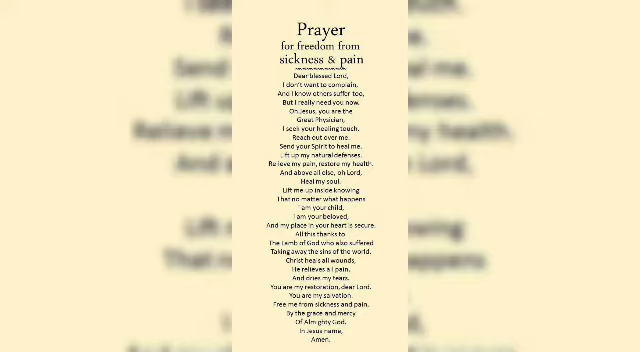 Prayer
for freedom from
sickness & pain
Dear blessed Lord,
I don't want to complain,
And I know others suffer too,
But I really need you now.
Oh Jesus, you are the
Great Physician,
I seek your healing touch.
Reach out over me.
Send your Spirit to heal me.
Lift up my natural defenses.
Relieve my pain, restore my health.
And above all else, oh Lord,
Heal my soul.
Lift me up inside knowing
That no matter what happens
I am your child,
I am your beloved,
And my place in your heart is secure.
All this thanks to
The Lamb of God who also suffered
Taking away the sins of the world.
Christ heals all wounds,
He relieves all pain,
And dries my tears.
You are my restoration, dear Lord.
You are my salvation.
Free me from sickness and pain,
By the grace and mercy
Of Almighty God.
In Jesus name,
Amen.